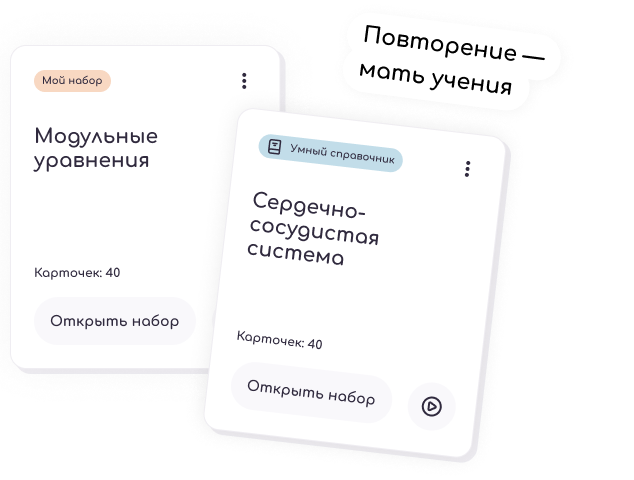 Повторение —
мать учения
Мой набор
Модульные
уравнения
Карточек: 40
Открыть набор
Умный справочник
Сердечно-
сосудистая
система
Карточек: 40
Открыть набор